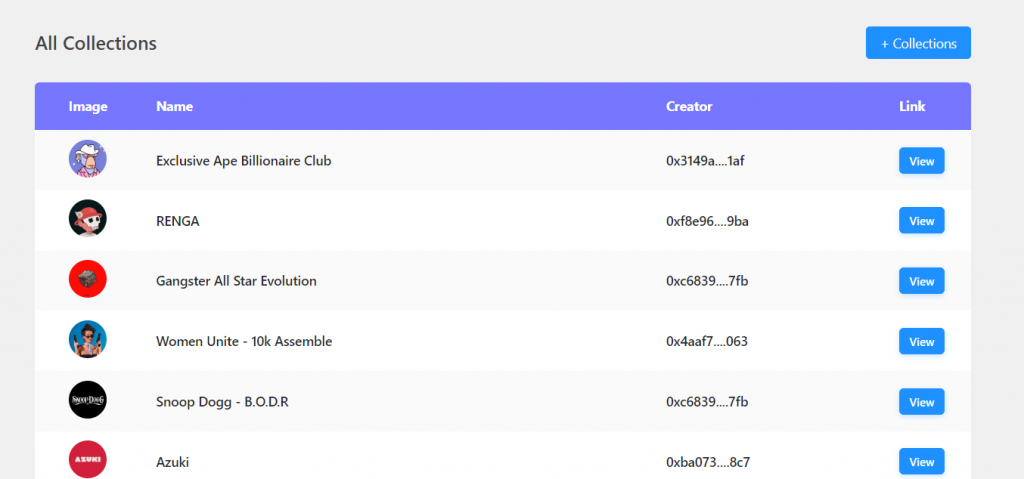 All Collections
+ Collections
Image Name Creator Link
Exclusive Ape Billionaire Club 0x3149a....1af View
RENGA 0xf8e96....9ba View
Gangster All Star Evolution 0xc6839....7fb View
Women Unite - 10k Assemble 0x4aaf7....063 View
SNOOP DOGG
Snoop Dogg - B.O.D.R 0xc6839....7fb View
AZUKI
Azuki 0xba073....8c7 View